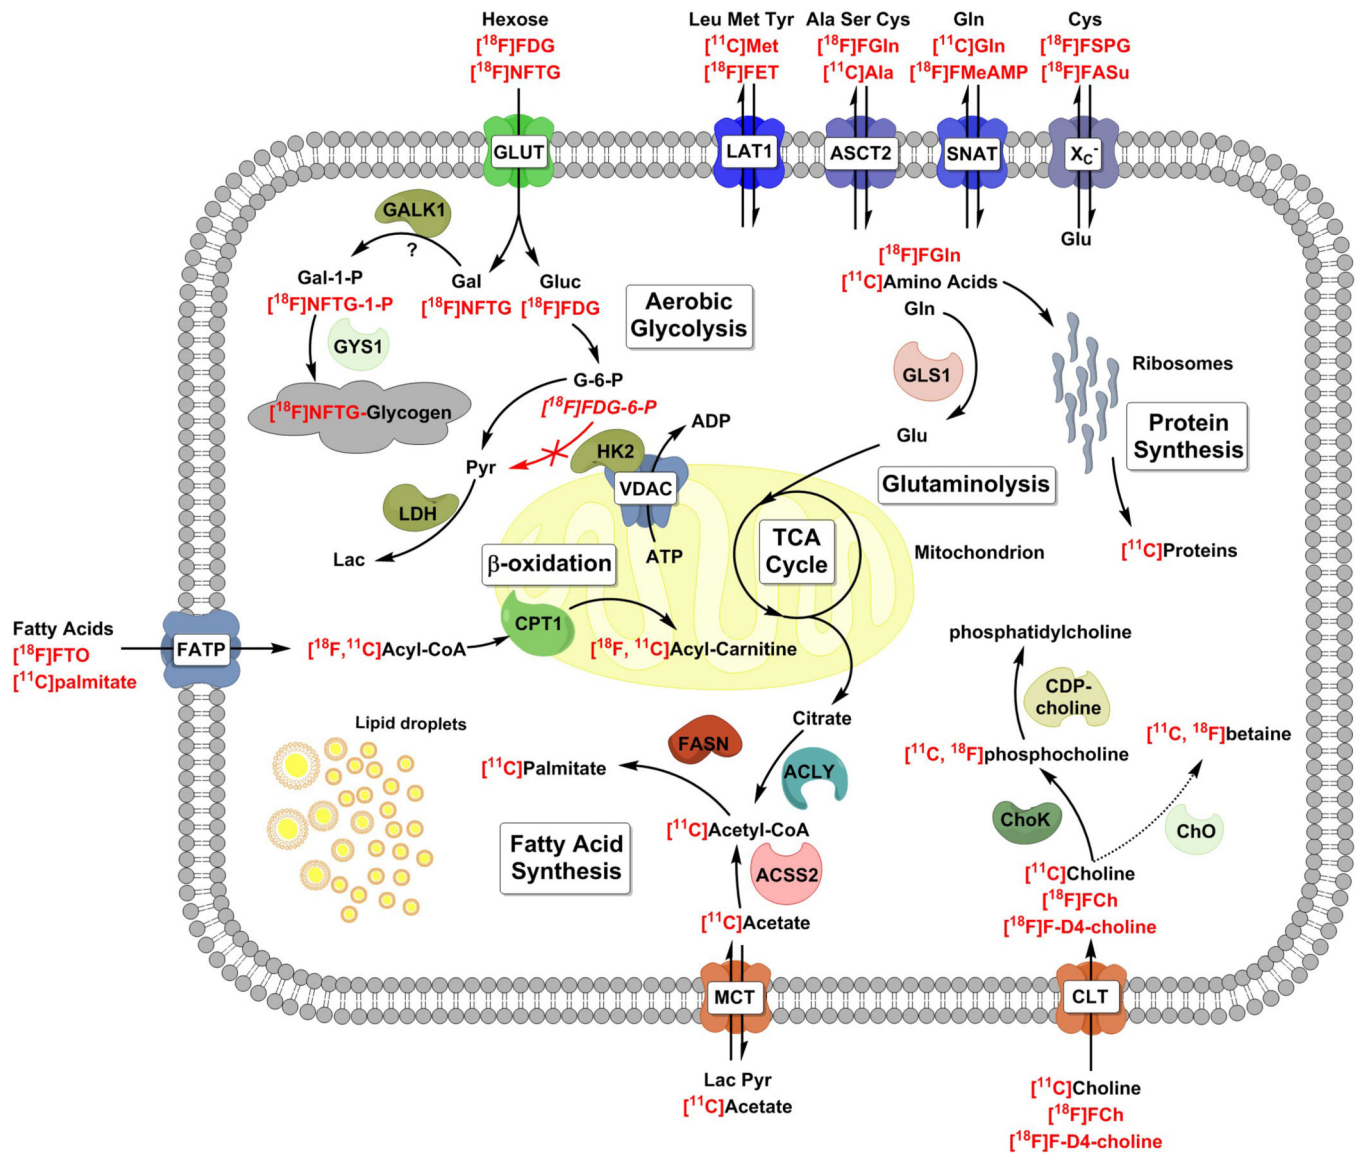 Hexose
[18F]FDG
[18F]NFTG
Leu Met Tyr
[11C]Met
[18F]FET
Ala Ser Cys
[18F]FGln
[11C]Ala
Gln
[11C]Gln
[18F]FMeAMP
Cys
[18F]FSPG
[18F]FASu
GLUT
LAT1
ASCT2
SNAT
XC-
Glu
GALK1
?
Gal-1-P
[18F]NFTG-1-P
Gal
[18F]NFTG
Gluc
[18F]FDG
GYS1
[18F]NFTG-Glycogen
Aerobic
Glycolysis
G-6-P
[18F]FDG-6-P
Pyr
LDH
Lac
HK2
VDAC
ADP
ATP
[18F]FGln
[11C]Amino Acids
Gln
GLS1
Glu
Glutaminolysis
Ribosomes
Protein
Synthesis
[11C]Proteins
TCA
Cycle
Mitochondrion
β-oxidation
CPT1
Fatty Acids
[18F]FTO
[11C]palmitate
FATP
[18F,11C]Acyl-CoA
[18F, 11C]Acyl-Carnitine
Lipid droplets
Citrate
FASN
ACLY
[11C]Palmitate
[11C]Acetyl-CoA
Fatty Acid
Synthesis
ACSS2
[11C]Acetate
MCT
Lac Pyr
[11C]Acetate
phosphatidylcholine
CDP-
choline
[11C, 18F]phosphocholine
[11C, 18F]betaine
ChoK
ChO
[11C]Choline
[18F]FCh
[18F]F-D4-choline
CLT
[11C]Choline
[18F]FCh
[18F]F-D4-choline